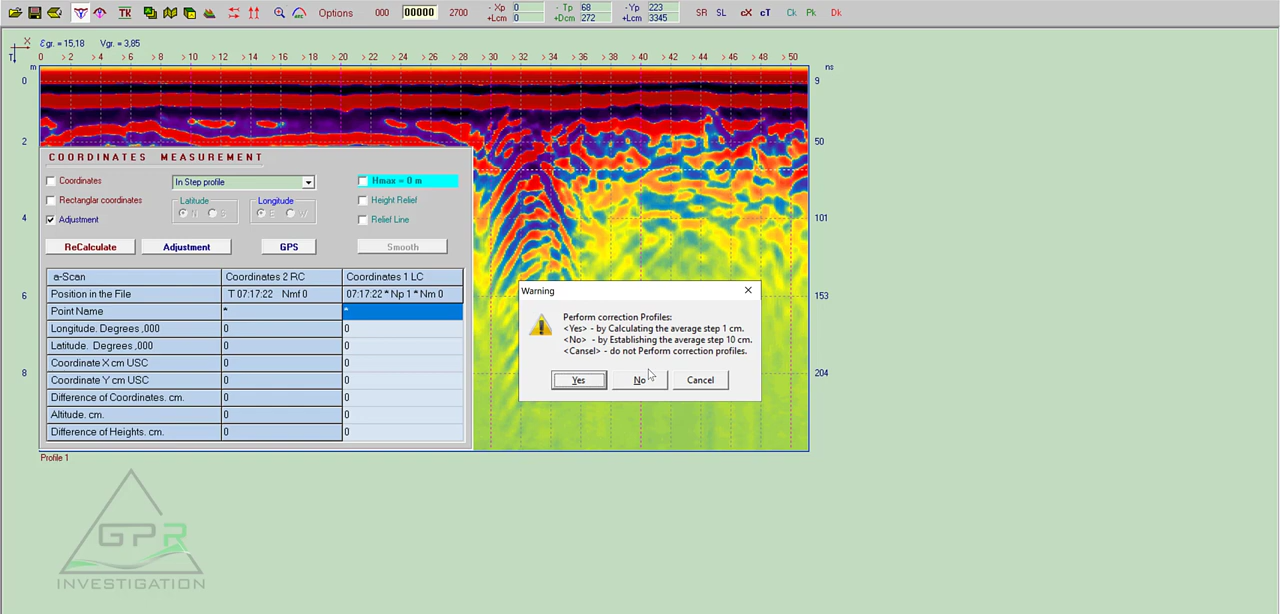 TK Options 000 00000 2700 - Xp 0 - Tp 68 - Yp 223 SR SL cX cT Ck Pk Dk
+Lcm 0 +Dcm 272 +Lcm 3345
X Ɛgr. = 15,18 Vgr. = 3,85
T 0 > 2 > 4 > 6 > 8 > 10 > 12 > 14 > 16 > 18 > 20 > 22 > 24 > 26 > 28 > 30 > 32 > 34 > 36 > 38 > 40 > 42 > 44 > 46 > 48 > 50
m ns
0 9
2 50
COORDINATES MEASUREMENT
Coordinates In Step profile Hmax = 0 m
Rectanglar coordinates Latitude N S Longitude E W Height Relief
Adjustment Relief Line
4 101
ReCalculate Adjustment GPS Smooth
a-Scan Coordinates 2 RC Coordinates 1 LC
Position in the File T 07:17:22 Nmf 0 07:17:22 * Np 1 * Nm 0
6 153
Point Name * *
Longitude. Degrees ,000 0 0
Latitude. Degrees ,000 0 0
Coordinate X cm USC 0 0
8 204
Coordinate Y cm USC 0 0
Difference of Coordinates. cm. 0 0
Altitude. cm. 0 0
Difference of Heights. cm. 0 0
Warning
Perform correction Profiles:
<Yes> - by Calculating the average step 1 cm.
<No> - by Establishing the average step 10 cm.
<Cansel> - do not Perform correction profiles.
Yes No Cancel
Profile 1
GPR
INVESTIGATION